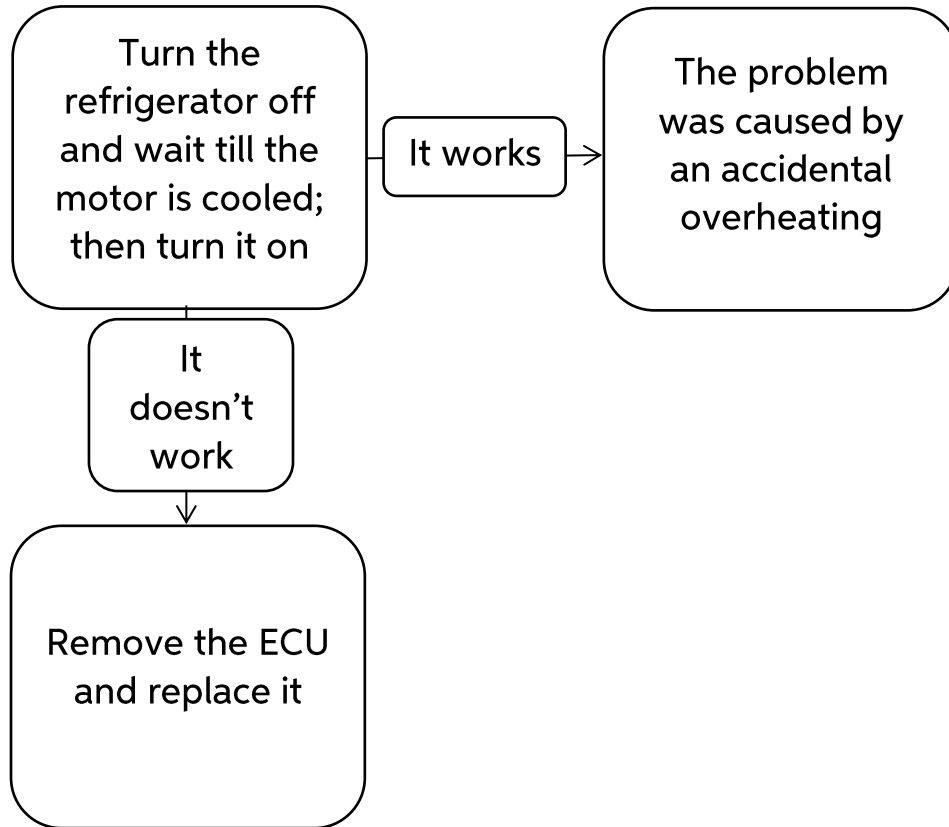 Turn the
refrigerator off
and wait till the
motor is cooled;
then turn it on
It works
The problem
was caused by
an accidental
overheating
It
doesn’t
work
Remove the ECU
and replace it